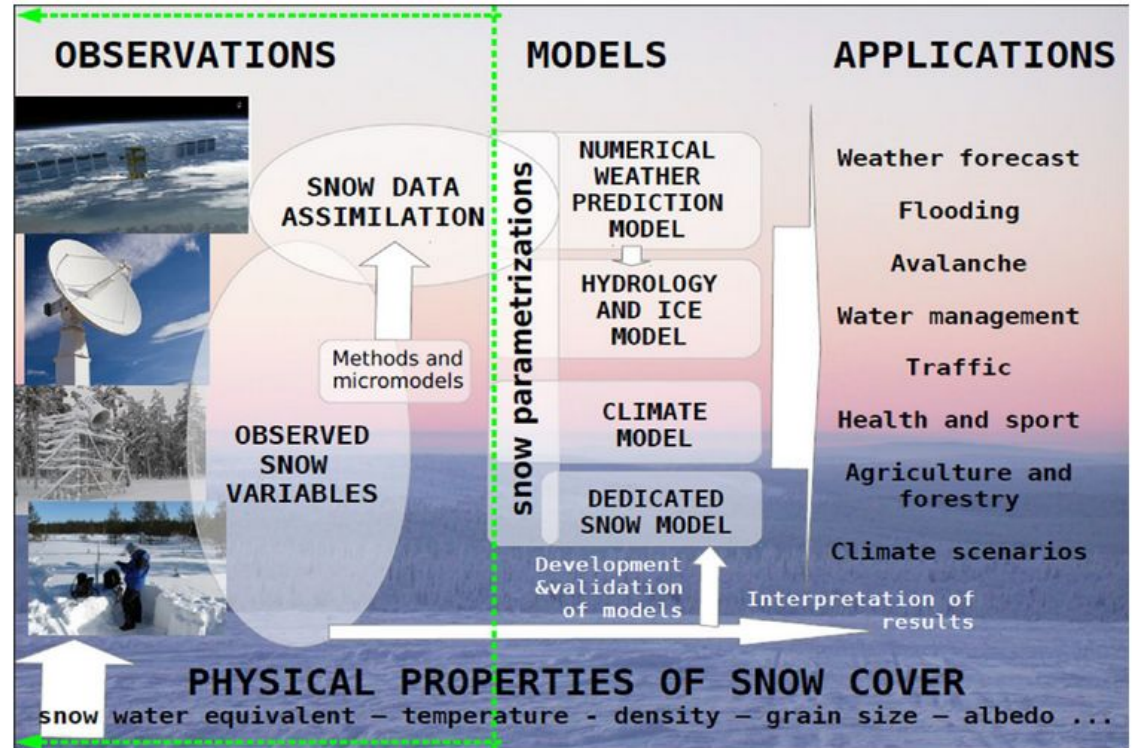 OBSERVATIONS
MODELS
APPLICATIONS
SNOW DATA
ASSIMILATION
Methods and
micromodels
OBSERVED
SNOW
VARIABLES
snow parametrizations
NUMERICAL
WEATHER
PREDICTION
MODEL
HYDROLOGY
AND ICE
MODEL
CLIMATE
MODEL
DEDICATED
SNOW MODEL
Development
&validation
of models
Weather forecast
Flooding
Avalanche
Water management
Traffic
Health and sport
Agriculture and
forestry
Climate scenarios
Interpretation of
results
PHYSICAL PROPERTIES OF SNOW COVER
snow water equivalent – temperature - density – grain size – albedo ...